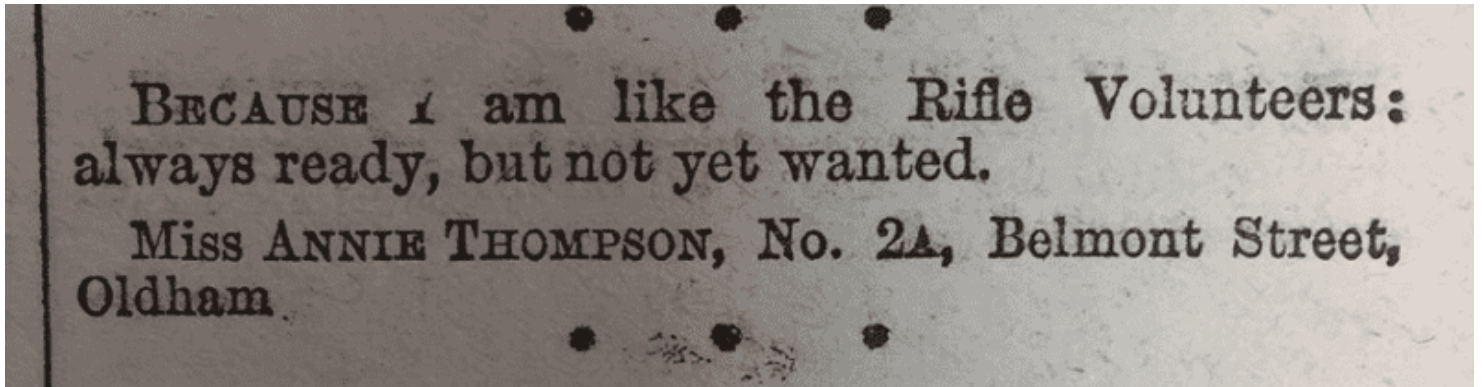 BECAUSE I am like the Rifle Volunteers:
always ready, but not yet wanted.
Miss ANNIE THOMPSON, No. 2A, Belmont Street,
Oldham.